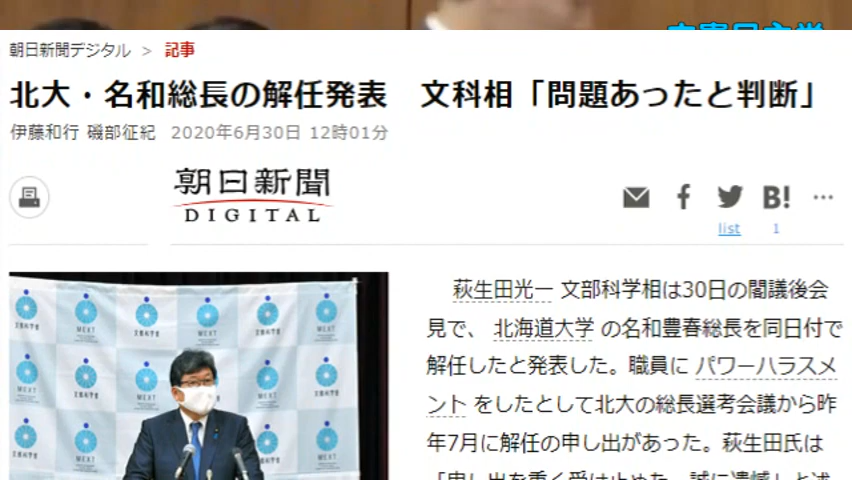 朝日新聞デジタル > 記事
北大・名和総長の解任発表 文科相「問題あったと判断」
伊藤和行 磯部征紀 2020年6月30日 12時01分
朝日新聞
DIGITAL
B!
list
1
MEXT
文部科学省
萩生田光一 文部科学相は30日の閣議後会
見で、 北海道大学 の名和豊春総長を同日付で
解任したと発表した。職員に パワーハラスメ
ント をしたとして北大の総長選考会議から昨
年7月に解任の申し出があった。萩生田氏は